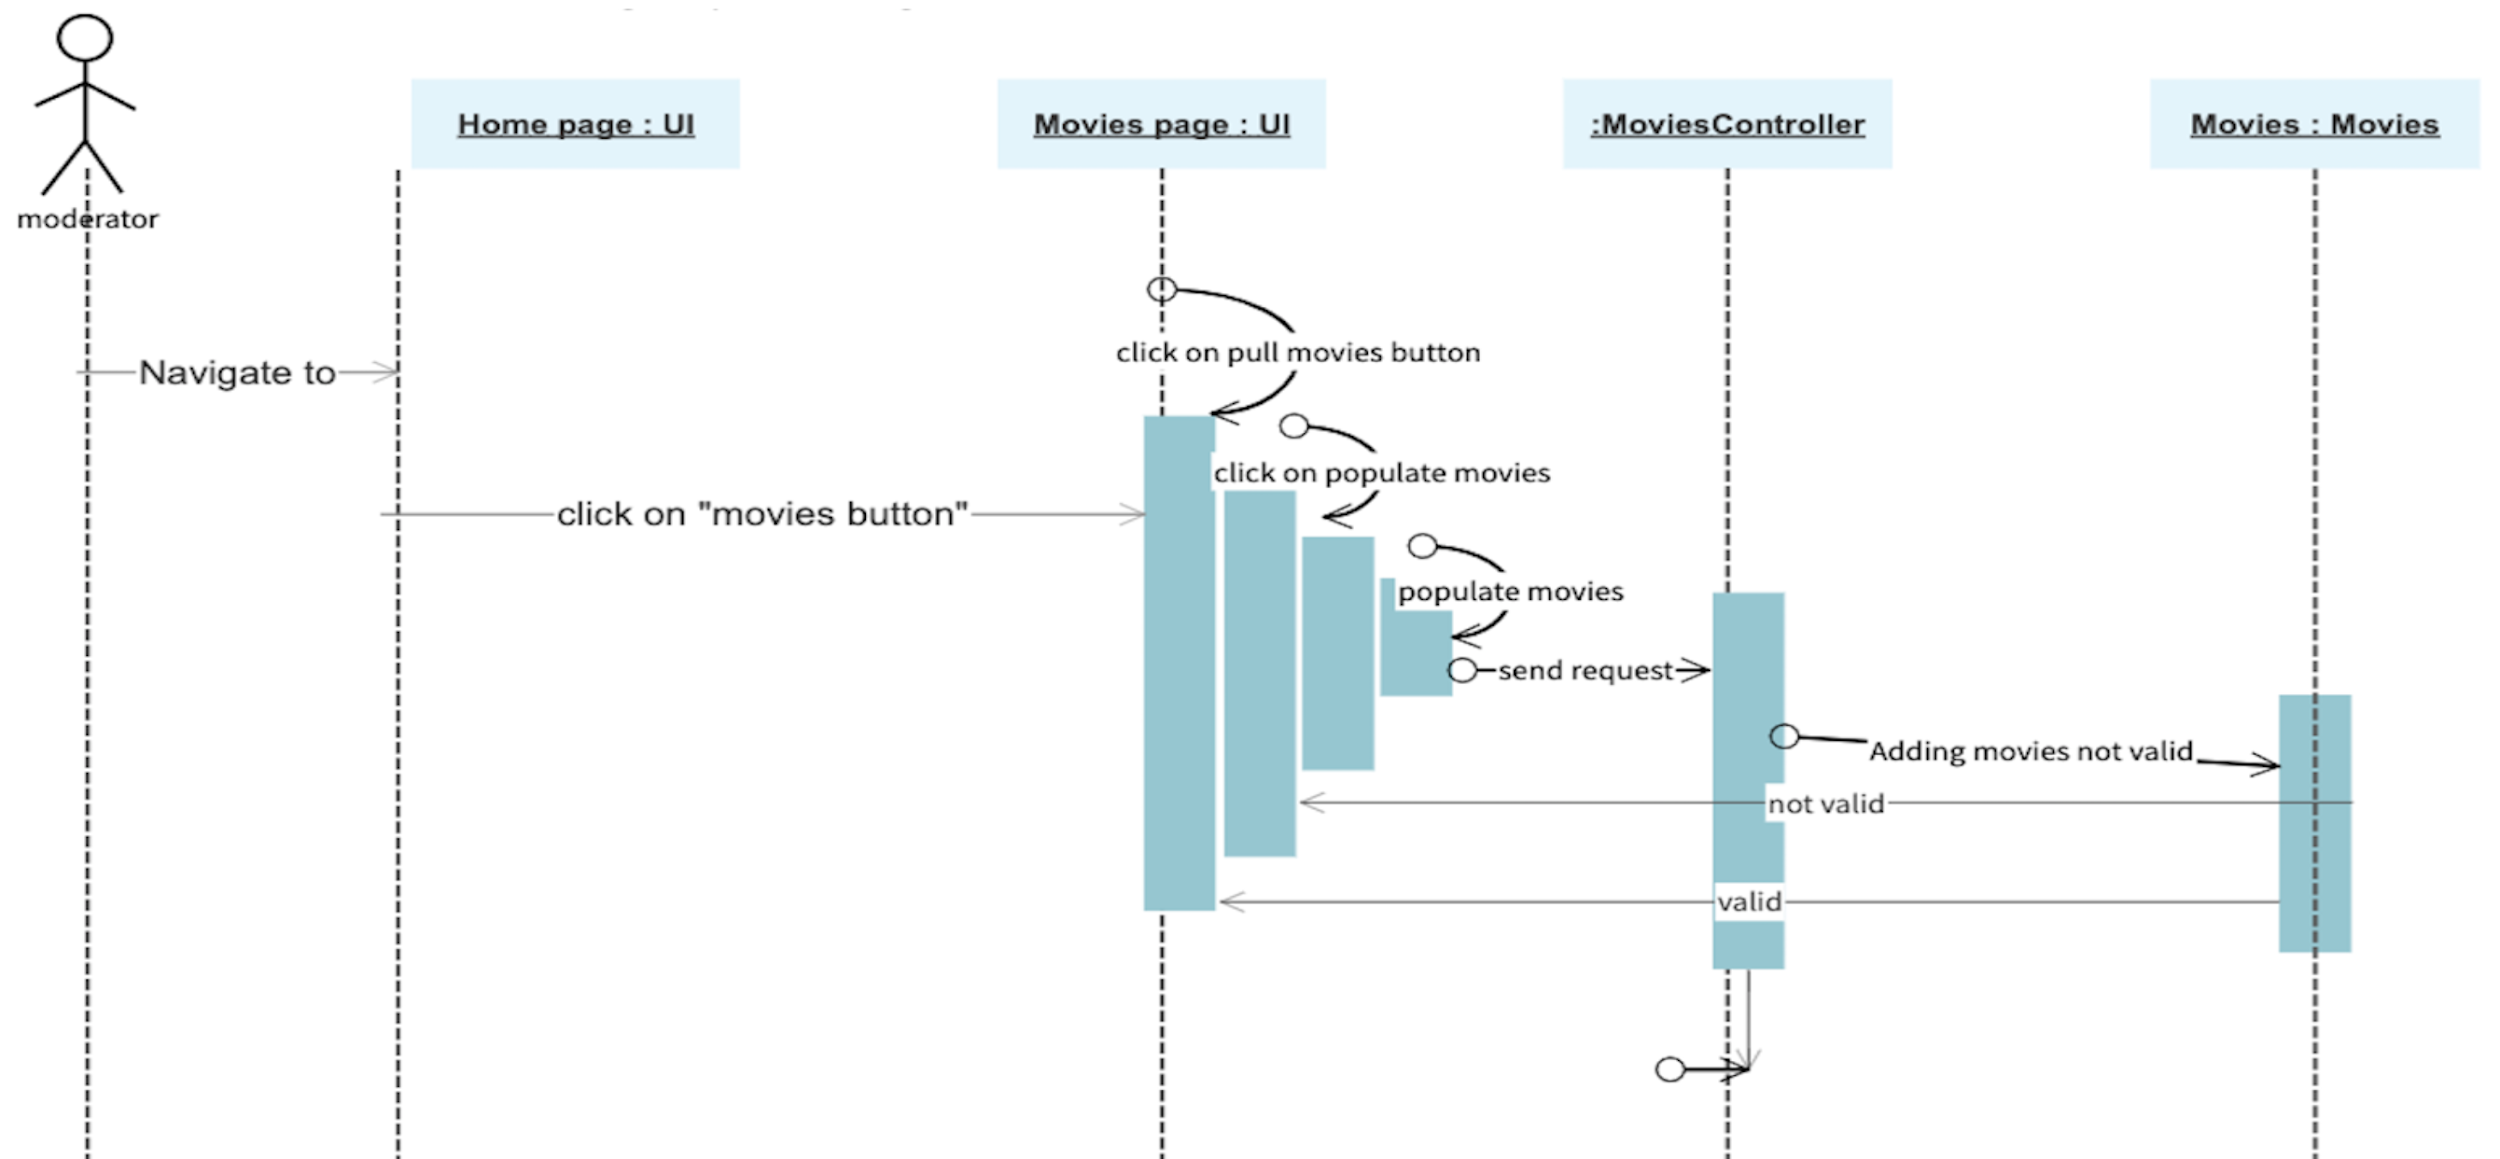 Home page : UI
Movies page : UI
:MoviesController
Movies : Movies
moderator
click on pull movies button
Navigate to
click on populate movies
click on "movies button"
populate movies
send request
Adding movies not valid
not valid
valid